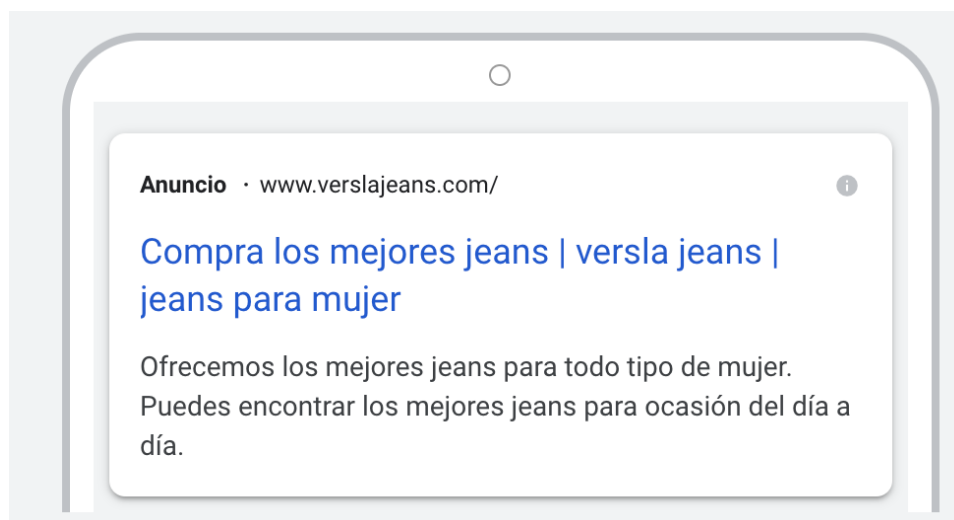 Anuncio · www.verslajeans.com/
Compra los mejores jeans | versla jeans |
jeans para mujer
Ofrecemos los mejores jeans para todo tipo de mujer.
Puedes encontrar los mejores jeans para ocasión del día a
día.